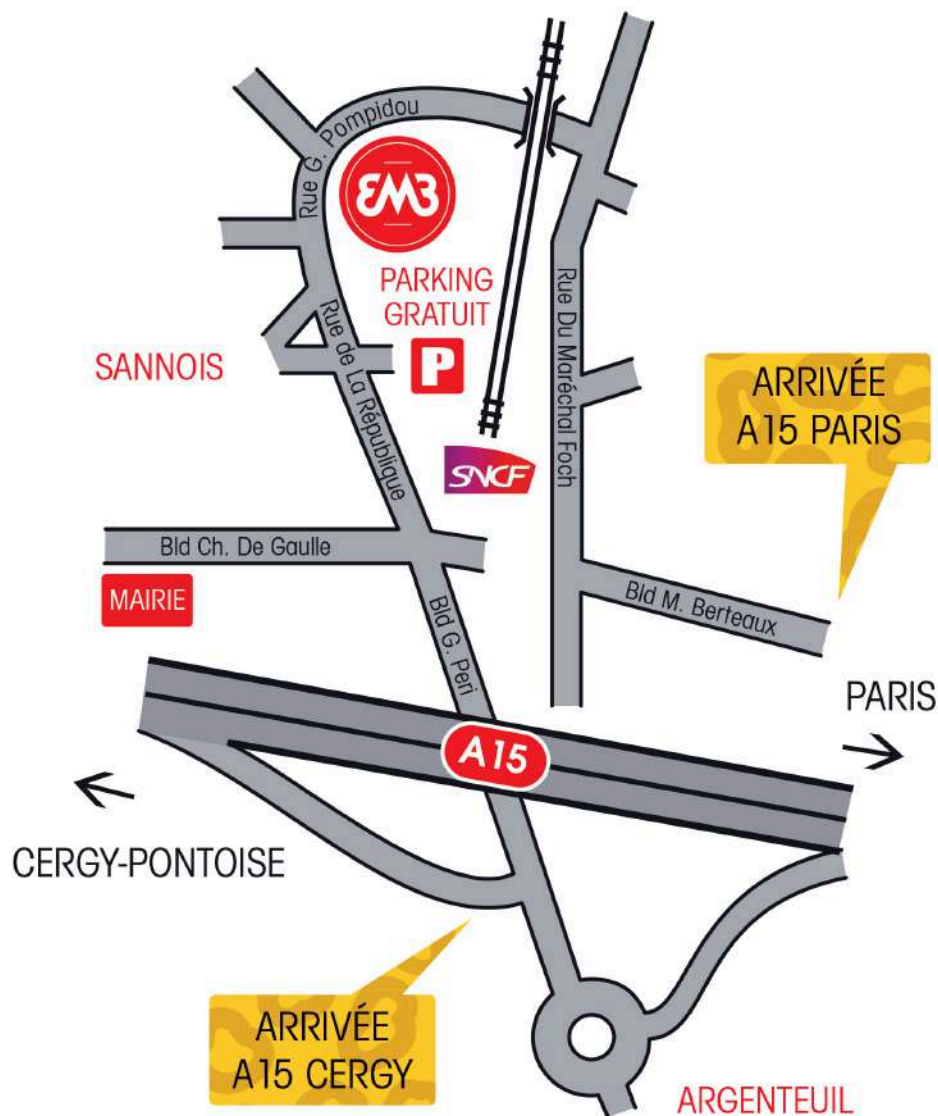 Rue G. Pompidou
EMB
PARKING
GRATUIT
P
Rue de La République
Rue Du Maréchal Foch
SANNOIS
ARRIVÉE
A15 PARIS
SNCF
Bld Ch. De Gaulle
MAIRIE
Bld M. Berteaux
Bld G. Peri
PARIS
A15
CERGY-PONTOISE
ARRIVÉE
A15 CERGY
ARGENTEUIL